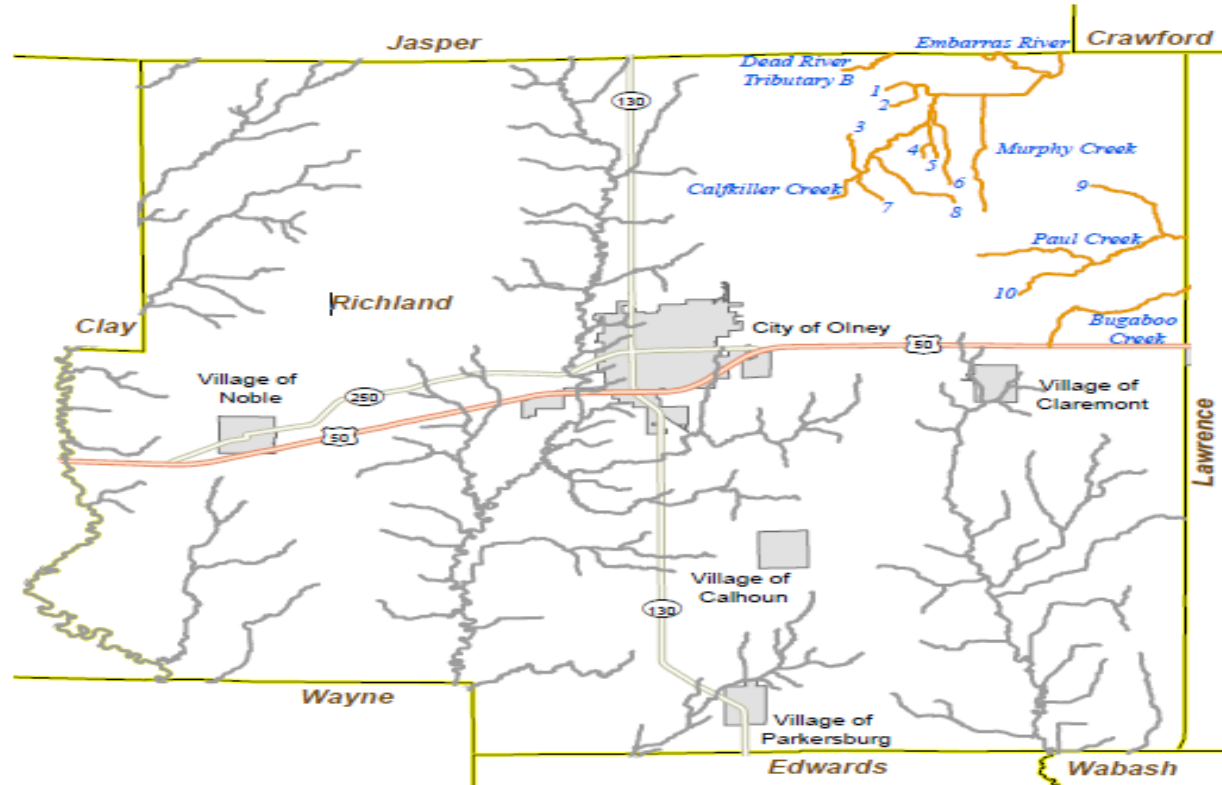 Jasper
Embarras River
Crawford
Dead River
Tributary B
130
1
2
3
4
5
6
Murphy Creek
Calfkiller Creek
7
8
9
Paul Creek
10
Richland
Clay
Bugaboo
Creek
City of Olney
50
Village of
Noble
250
50
Village of
Claremont
Lawrence
Village of
Calhoun
130
Wayne
Village of
Parkersburg
Edwards
Wabash